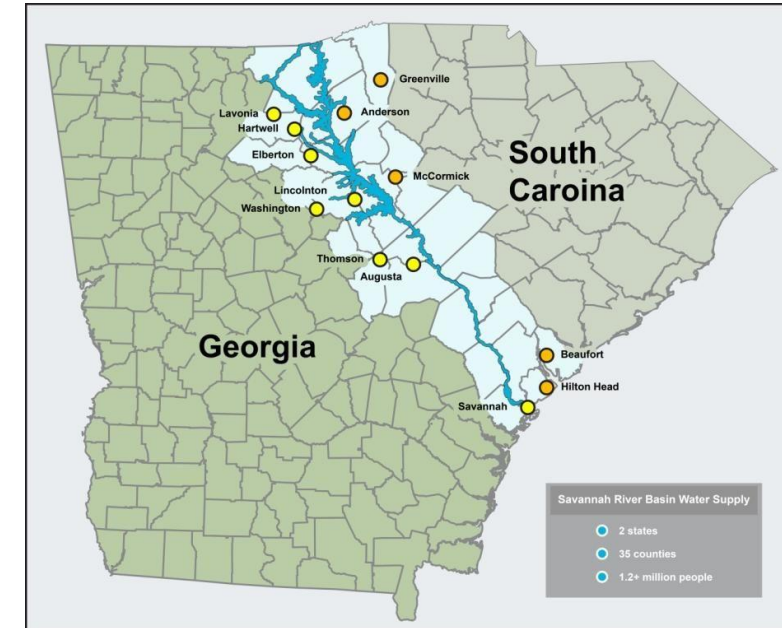 Greenville
Lavonia
Anderson
Hartwell
Elberton
South
Caroina
McCormick
Lincolnton
Washington
Thomson
Augusta
Georgia
Beaufort
Hilton Head
Savannah
Savannah River Basin Water Supply
2 states
35 counties
1.2+ million people